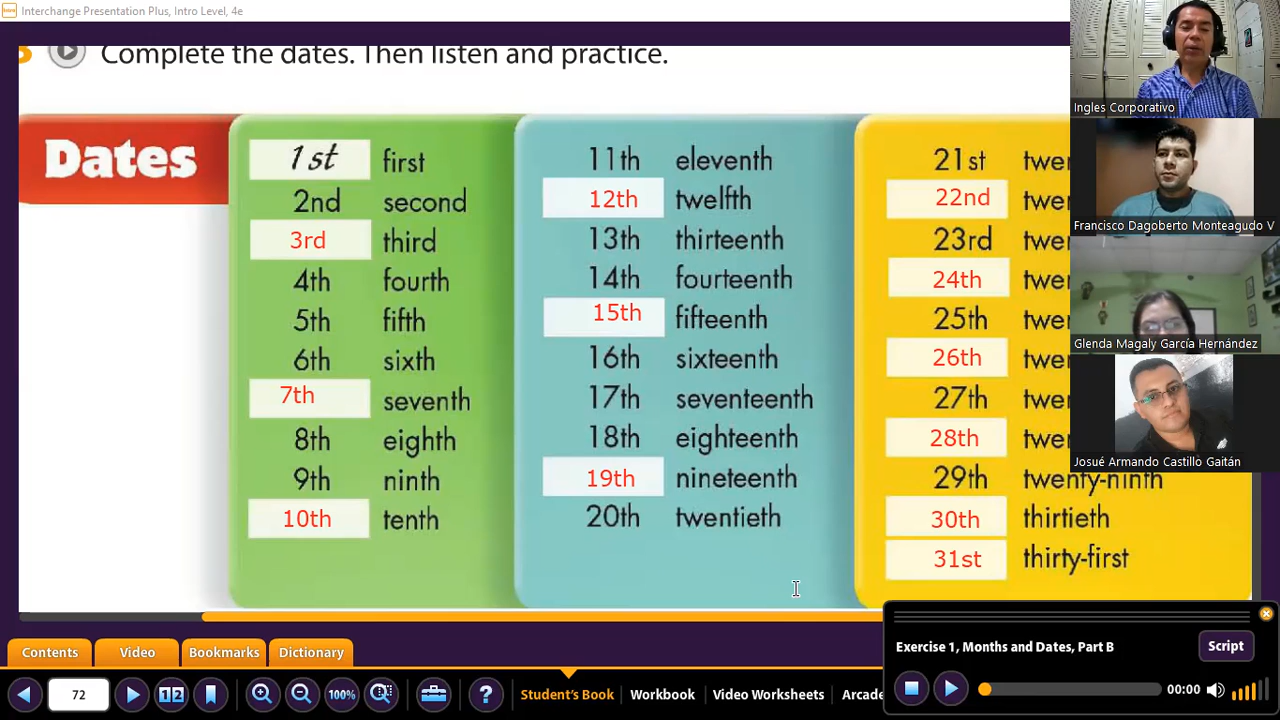 Interchange Presentation Plus, Intro Level, 4e
Complete the dates. Then listen and practice.
Dates
1st first
2nd second
3rd third
4th fourth
5th fifth
6th sixth
7th seventh
8th eighth
9th ninth
10th tenth
11th eleventh
12th twelfth
13th thirteenth
14th fourteenth
15th fifteenth
16th sixteenth
17th seventeenth
18th eighteenth
19th nineteenth
20th twentieth
21st
22nd
23rd
24th
25th
26th
27th
28th
29th twenty-ninth
30th thirtieth
31st thirty-first
Ingles Corporativo
Francisco Dagoberto Monteagudo V
Glenda Magaly García Hernández
Josué Armando Castillo Gaitán
Exercise 1, Months and Dates, Part B
Script
00:00
Contents Video Bookmarks Dictionary
72 1 2 100% ? Student's Book Workbook Video Worksheets Arcade